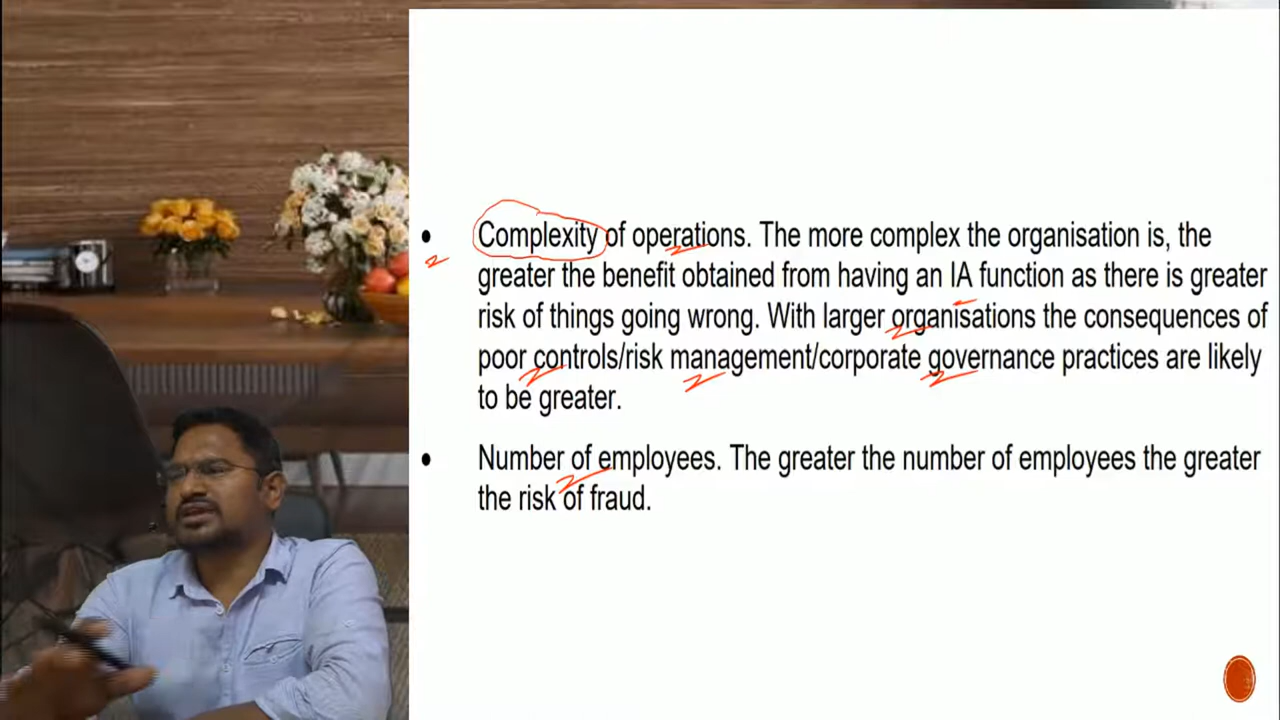 • Complexity of operations. The more complex the organisation is, the
greater the benefit obtained from having an IA function as there is greater
risk of things going wrong. With larger organisations the consequences of
poor controls/risk management/corporate governance practices are likely
to be greater.
• Number of employees. The greater the number of employees the greater
the risk of fraud.